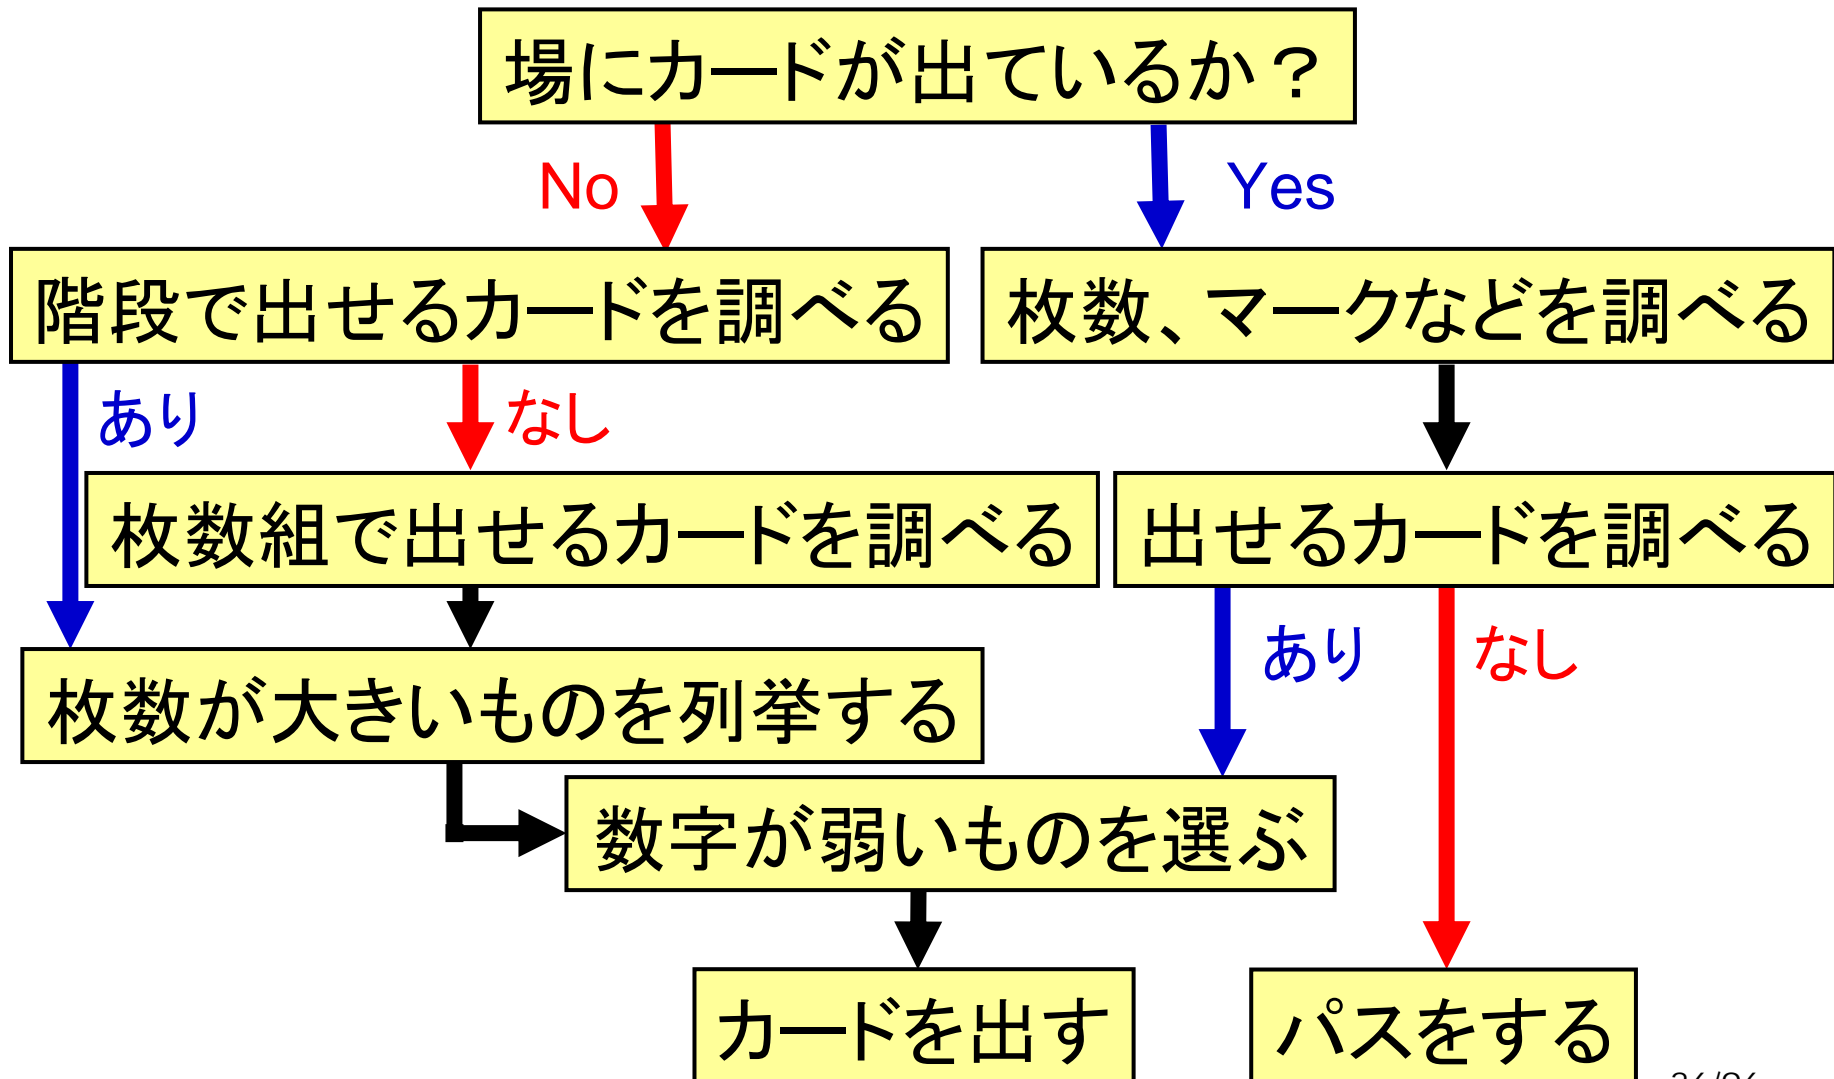 場にカードが出ているか？
No
Yes
階段で出せるカードを調べる
枚数、マークなどを調べる
あり
なし
枚数組で出せるカードを調べる
出せるカードを調べる
枚数が大きいものを列挙する
あり
なし
数字が弱いものを選ぶ
カードを出す
パスをする